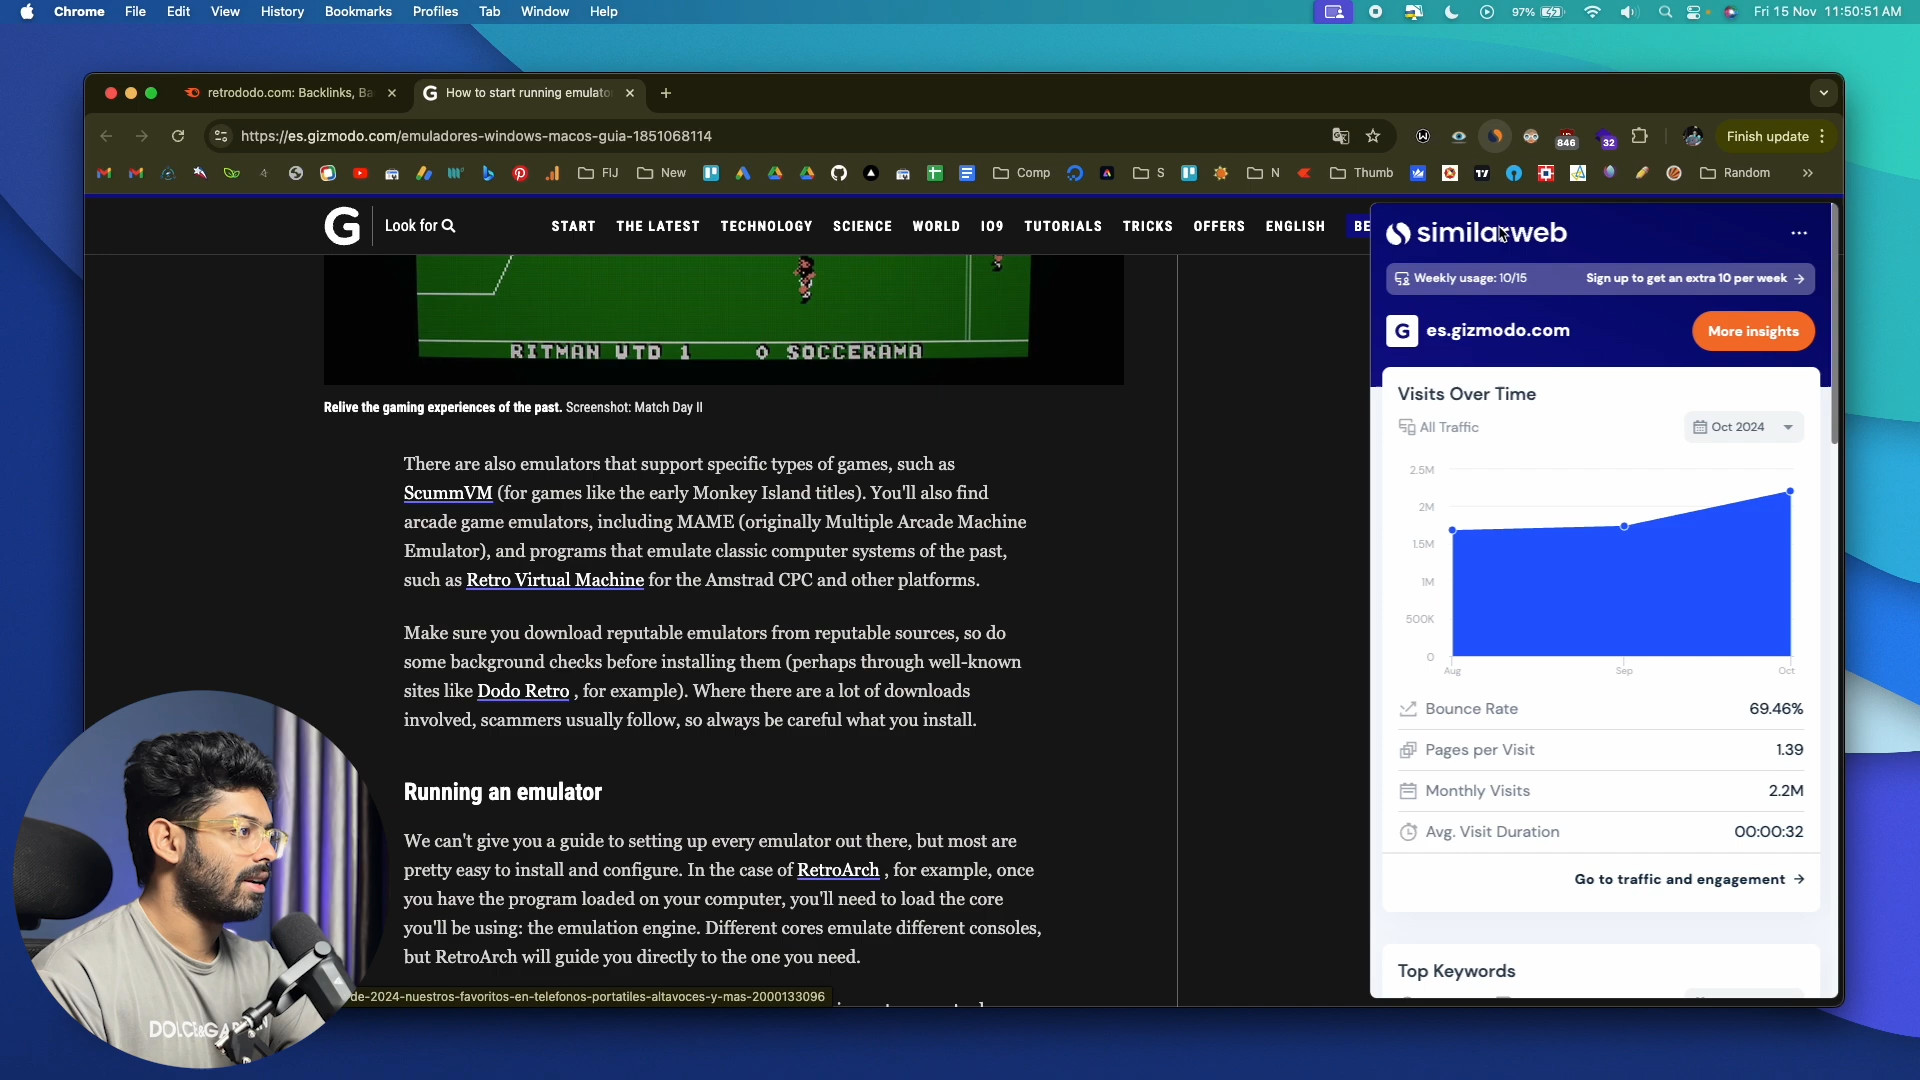 Chrome File Edit View History Bookmarks Profiles Tab Window Help
97% Fri 15 Nov 11:50:51 AM
retrododo.com: Backlinks, Ba
How to start running emulato
https://es.gizmodo.com/emuladores-windows-macos-guia-1851068114
846
32
Finish update
FIJ
New
Comp
S
N
Thumb
Random
G
Look for
START THE LATEST TECHNOLOGY SCIENCE WORLD IO9 TUTORIALS TRICKS OFFERS ENGLISH BE
RITMAN UTD 1 0 SOCCERAMA
Relive the gaming experiences of the past. Screenshot: Match Day II
There are also emulators that support specific types of games, such as
ScummVM (for games like the early Monkey Island titles). You'll also find
arcade game emulators, including MAME (originally Multiple Arcade Machine
Emulator), and programs that emulate classic computer systems of the past,
such as Retro Virtual Machine for the Amstrad CPC and other platforms.
Make sure you download reputable emulators from reputable sources, so do
some background checks before installing them (perhaps through well-known
sites like Dodo Retro , for example). Where there are a lot of downloads
involved, scammers usually follow, so always be careful what you install.
Running an emulator
We can't give you a guide to setting up every emulator out there, but most are
pretty easy to install and configure. In the case of RetroArch , for example, once
you have the program loaded on your computer, you'll need to load the core
you'll be using: the emulation engine. Different cores emulate different consoles,
but RetroArch will guide you directly to the one you need.
de-2024-nuestros-favoritos-en-telefonos-portatiles-altavoces-y-mas-2000133096
similarweb
Weekly usage: 10/15
Sign up to get an extra 10 per week →
G es.gizmodo.com
More insights
Visits Over Time
All Traffic
Oct 2024
2.5M
2M
1.5M
1M
500K
0
Aug Sep Oct
Bounce Rate 69.46%
Pages per Visit 1.39
Monthly Visits 2.2M
Avg. Visit Duration 00:00:32
Go to traffic and engagement →
Top Keywords